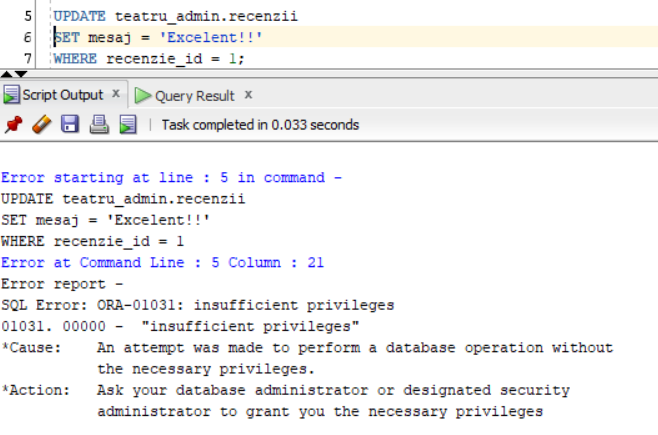 5 UPDATE teatru_admin.recenzii
6 SET mesaj = 'Excelent!!'
7 WHERE recenzie_id = 1;
Script Output x Query Result x
Task completed in 0.033 seconds
Error starting at line : 5 in command -
UPDATE teatru_admin.recenzii
SET mesaj = 'Excelent!!'
WHERE recenzie_id = 1
Error at Command Line : 5 Column : 21
Error report -
SQL Error: ORA-01031: insufficient privileges
01031. 00000 -  "insufficient privileges"
*Cause:    An attempt was made to perform a database operation without
the necessary privileges.
*Action:   Ask your database administrator or designated security
administrator to grant you the necessary privileges